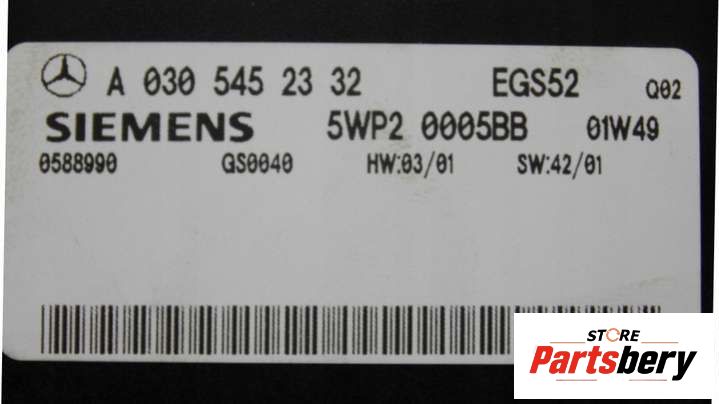 A 030 545 23 32 EGS52 Q02
SIEMENS 5WP2 0005BB 01W49
0588990 GS0040 HW:03/01 SW:42/01
STORE
Partsbery